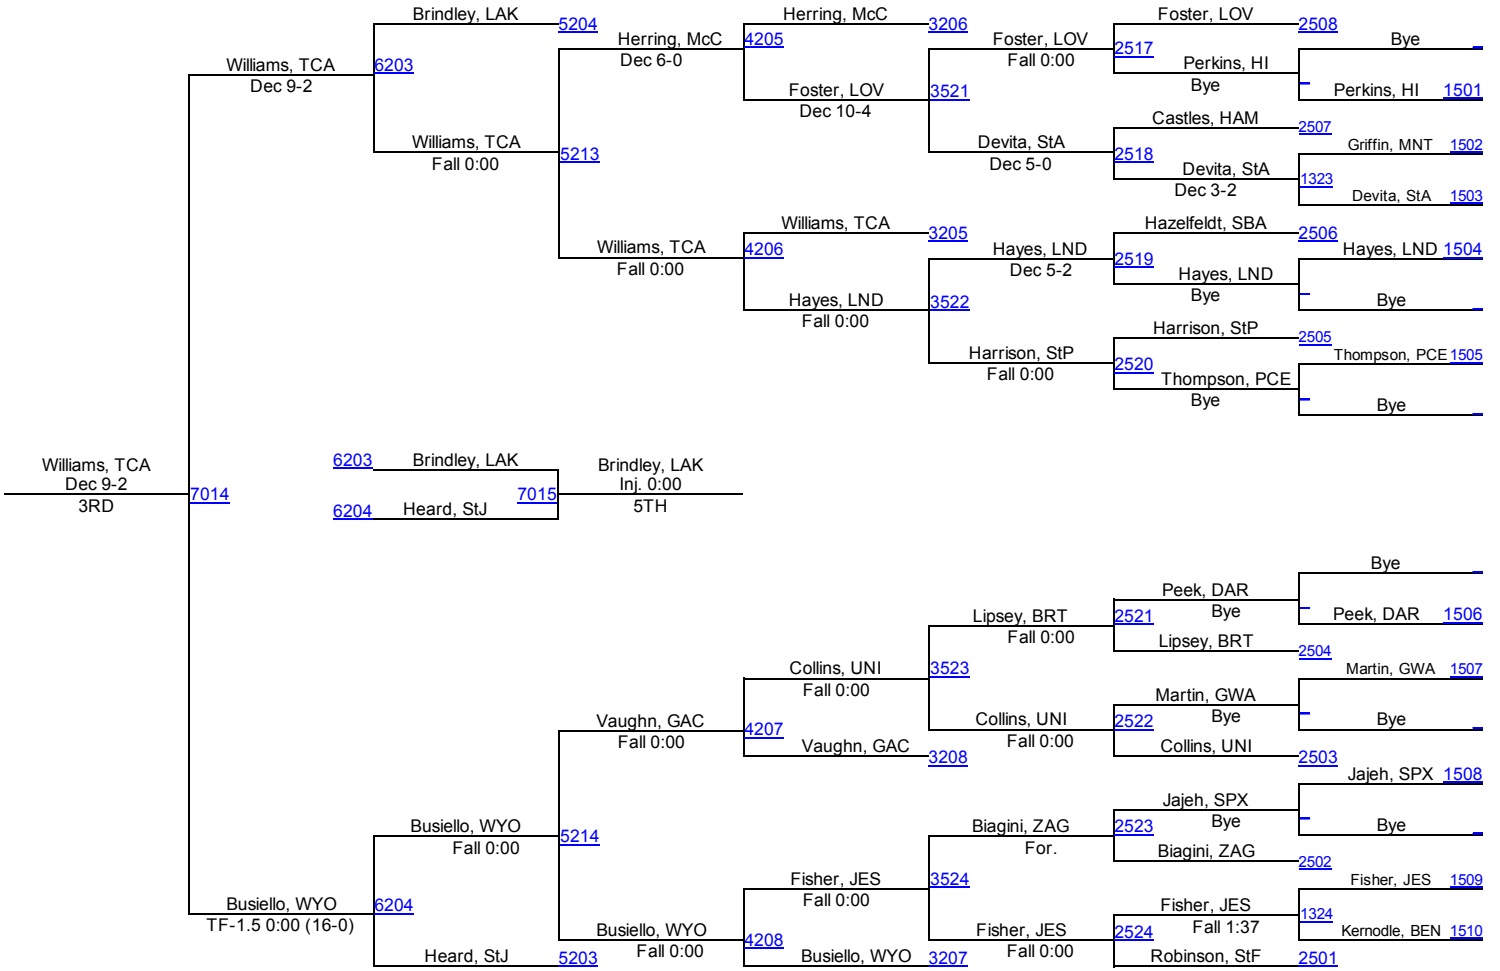 Brindley, LAK 5204
Herring, McC 3206
Foster, LOV 2508
Herring, McC 4205
Dec 6-0
Foster, LOV 2517
Fall 0:00
Bye
Williams, TCA 6203
Dec 9-2
Perkins, HI
Bye
Foster, LOV 3521
Dec 10-4
Perkins, HI 1501
Castles, HAM 2507
Williams, TCA 5213
Fall 0:00
Devita, StA 2518
Dec 5-0
Griffin, MNT 1502
Devita, StA 1323
Dec 3-2
Devita, StA 1503
Williams, TCA 3205
Hazelfeldt, SBA 2506
Williams, TCA 4206
Fall 0:00
Hayes, LND 2519
Dec 5-2
Hayes, LND 1504
Hayes, LND
Bye
Hayes, LND 3522
Fall 0:00
Bye
Harrison, StP 2505
Harrison, StP 2520
Fall 0:00
Thompson, PCE 1505
Thompson, PCE
Bye
Bye
Williams, TCA
Dec 9-2
7014
3RD
6203 Brindley, LAK
7015
6204 Heard, StJ
Brindley, LAK
Inj. 0:00
5TH
Bye
Peek, DAR
Bye
Lipsey, BRT 2521
Fall 0:00
Peek, DAR 1506
Lipsey, BRT 2504
Collins, UNI 3523
Fall 0:00
Martin, GWA 1507
Martin, GWA
Bye
Vaughn, GAC 4207
Fall 0:00
Collins, UNI 2522
Fall 0:00
Bye
Vaughn, GAC 3208
Collins, UNI 2503
Jajeh, SPX 1508
Jajeh, SPX
Bye
Busiello, WYO 5214
Fall 0:00
Biagini, ZAG 2523
For.
Bye
Biagini, ZAG 2502
Fisher, JES 3524
Fall 0:00
Fisher, JES 1509
Busiello, WYO 6204
TF-1.5 0:00 (16-0)
Fisher, JES 1324
Fall 1:37
Busiello, WYO 4208
Fall 0:00
Fisher, JES 2524
Fall 0:00
Kernodle, BEN 1510
Heard, StJ 5203
Busiello, WYO 3207
Robinson, StF 2501